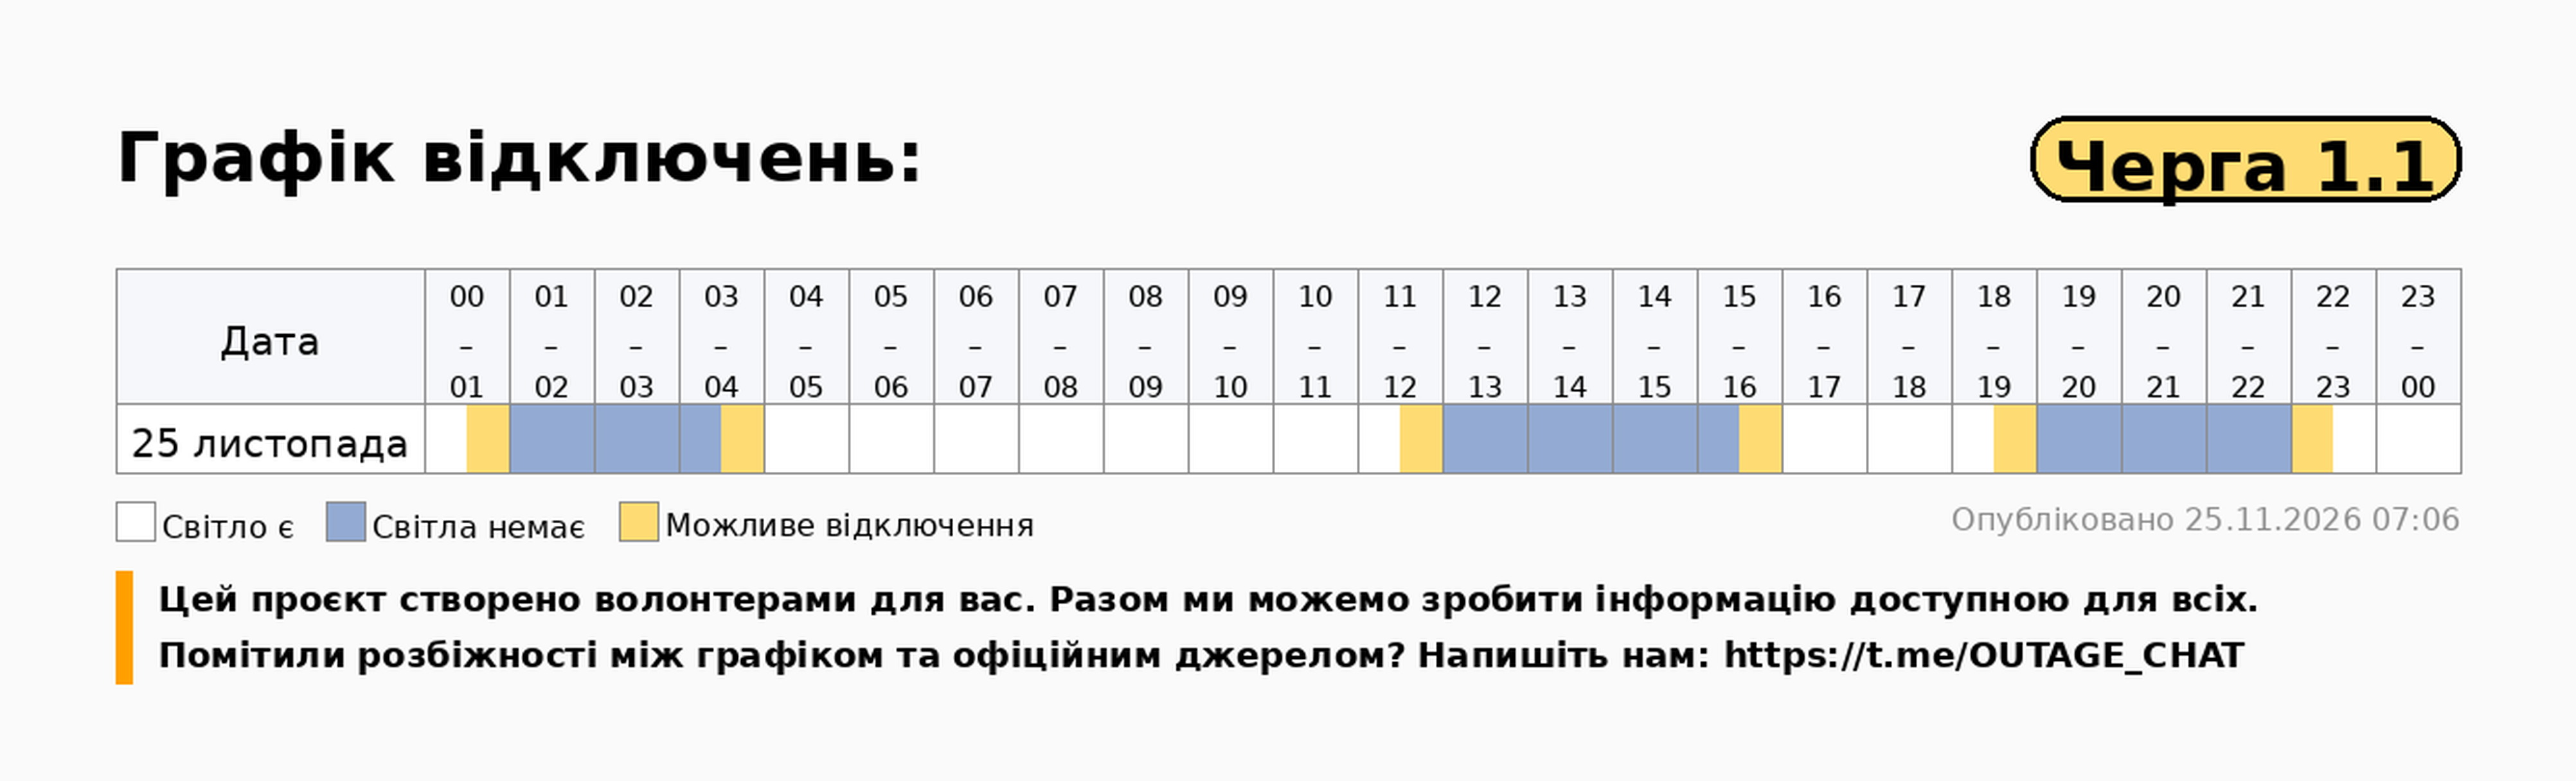 Графік відключень:
Черга 1.1
Дата 00 – 01 01 – 02 02 – 03 03 – 04 04 – 05 05 – 06 06 – 07 07 – 08 08 – 09 09 – 10 10 – 11 11 – 12 12 – 13 13 – 14 14 – 15 15 – 16 16 – 17 17 – 18 18 – 19 19 – 20 20 – 21 21 – 22 22 – 23 23 – 00
25 листопада
Світло є Світла немає Можливе відключення
Опубліковано 25.11.2026 07:06
Цей проєкт створено волонтерами для вас. Разом ми можемо зробити інформацію доступною для всіх.
Помітили розбіжності між графіком та офіційним джерелом? Напишіть нам: https://t.me/OUTAGE_CHAT